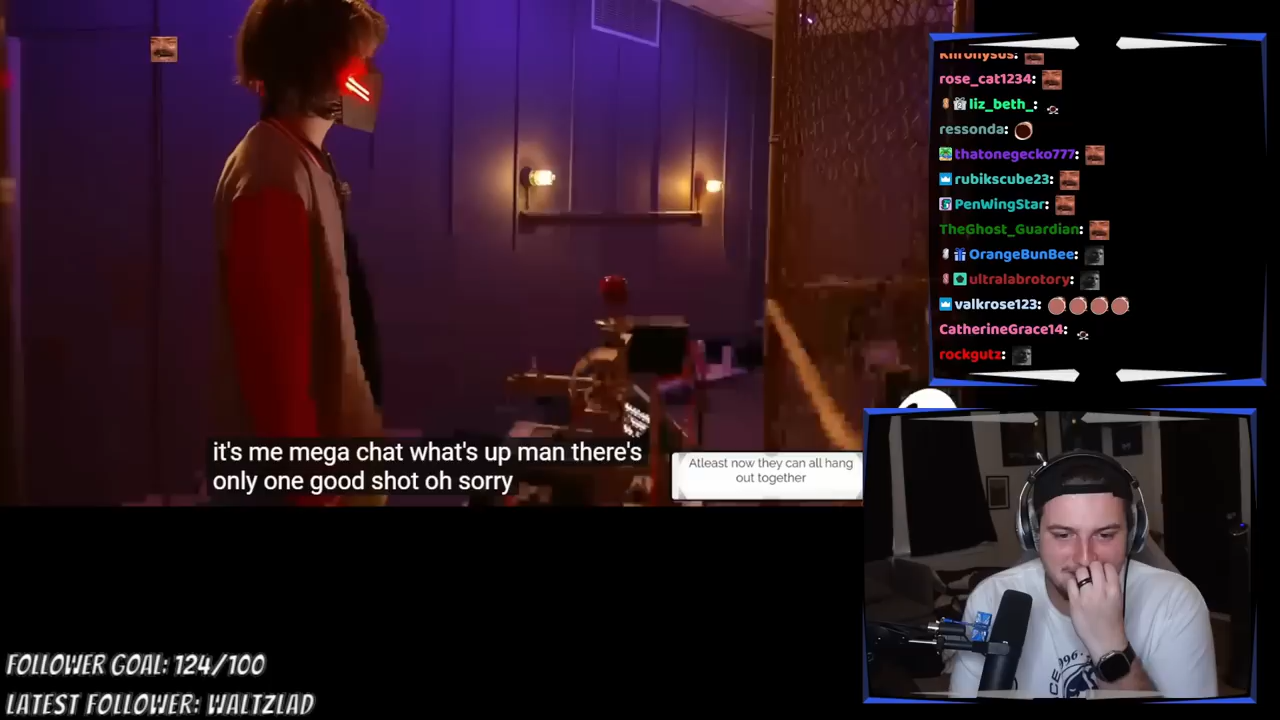 it's me mega chat what's up man there's
only one good shot oh sorry
Atleast now they can all hang
out together
rose_cat1234:
liz_beth_:
ressonda:
thatonegecko777:
rubikscube23:
PenWingStar:
TheGhost_Guardian:
OrangeBunBee:
ultralabrotory:
valkrose123:
CatherineGrace14:
rockgutz:
FOLLOWER GOAL: 124/100
LATEST FOLLOWER: WALTZLAD